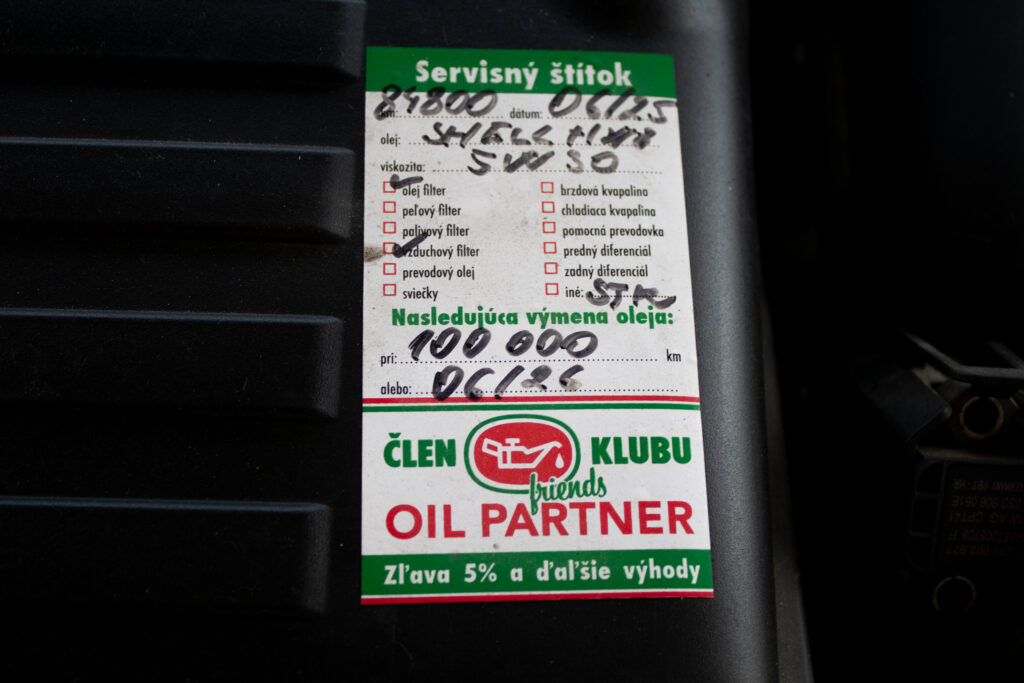 Servisný štítok
km: 84800 dátum: 06/25
olej: SHELL
viskozita: 5W30
olej filter
peľový filter
palivový filter
vzduchový filter
prevodový olej
sviečky
brzdová kvapalina
chladiaca kvapalina
pomocná prevodovka
predný diferenciál
zadný diferenciál
iné: STK
Nasledujúca výmena oleja:
pri: 100 000 km
alebo: 06/26
ČLEN KLUBU
friends
OIL PARTNER
Zľava 5% a ďaľšie výhody